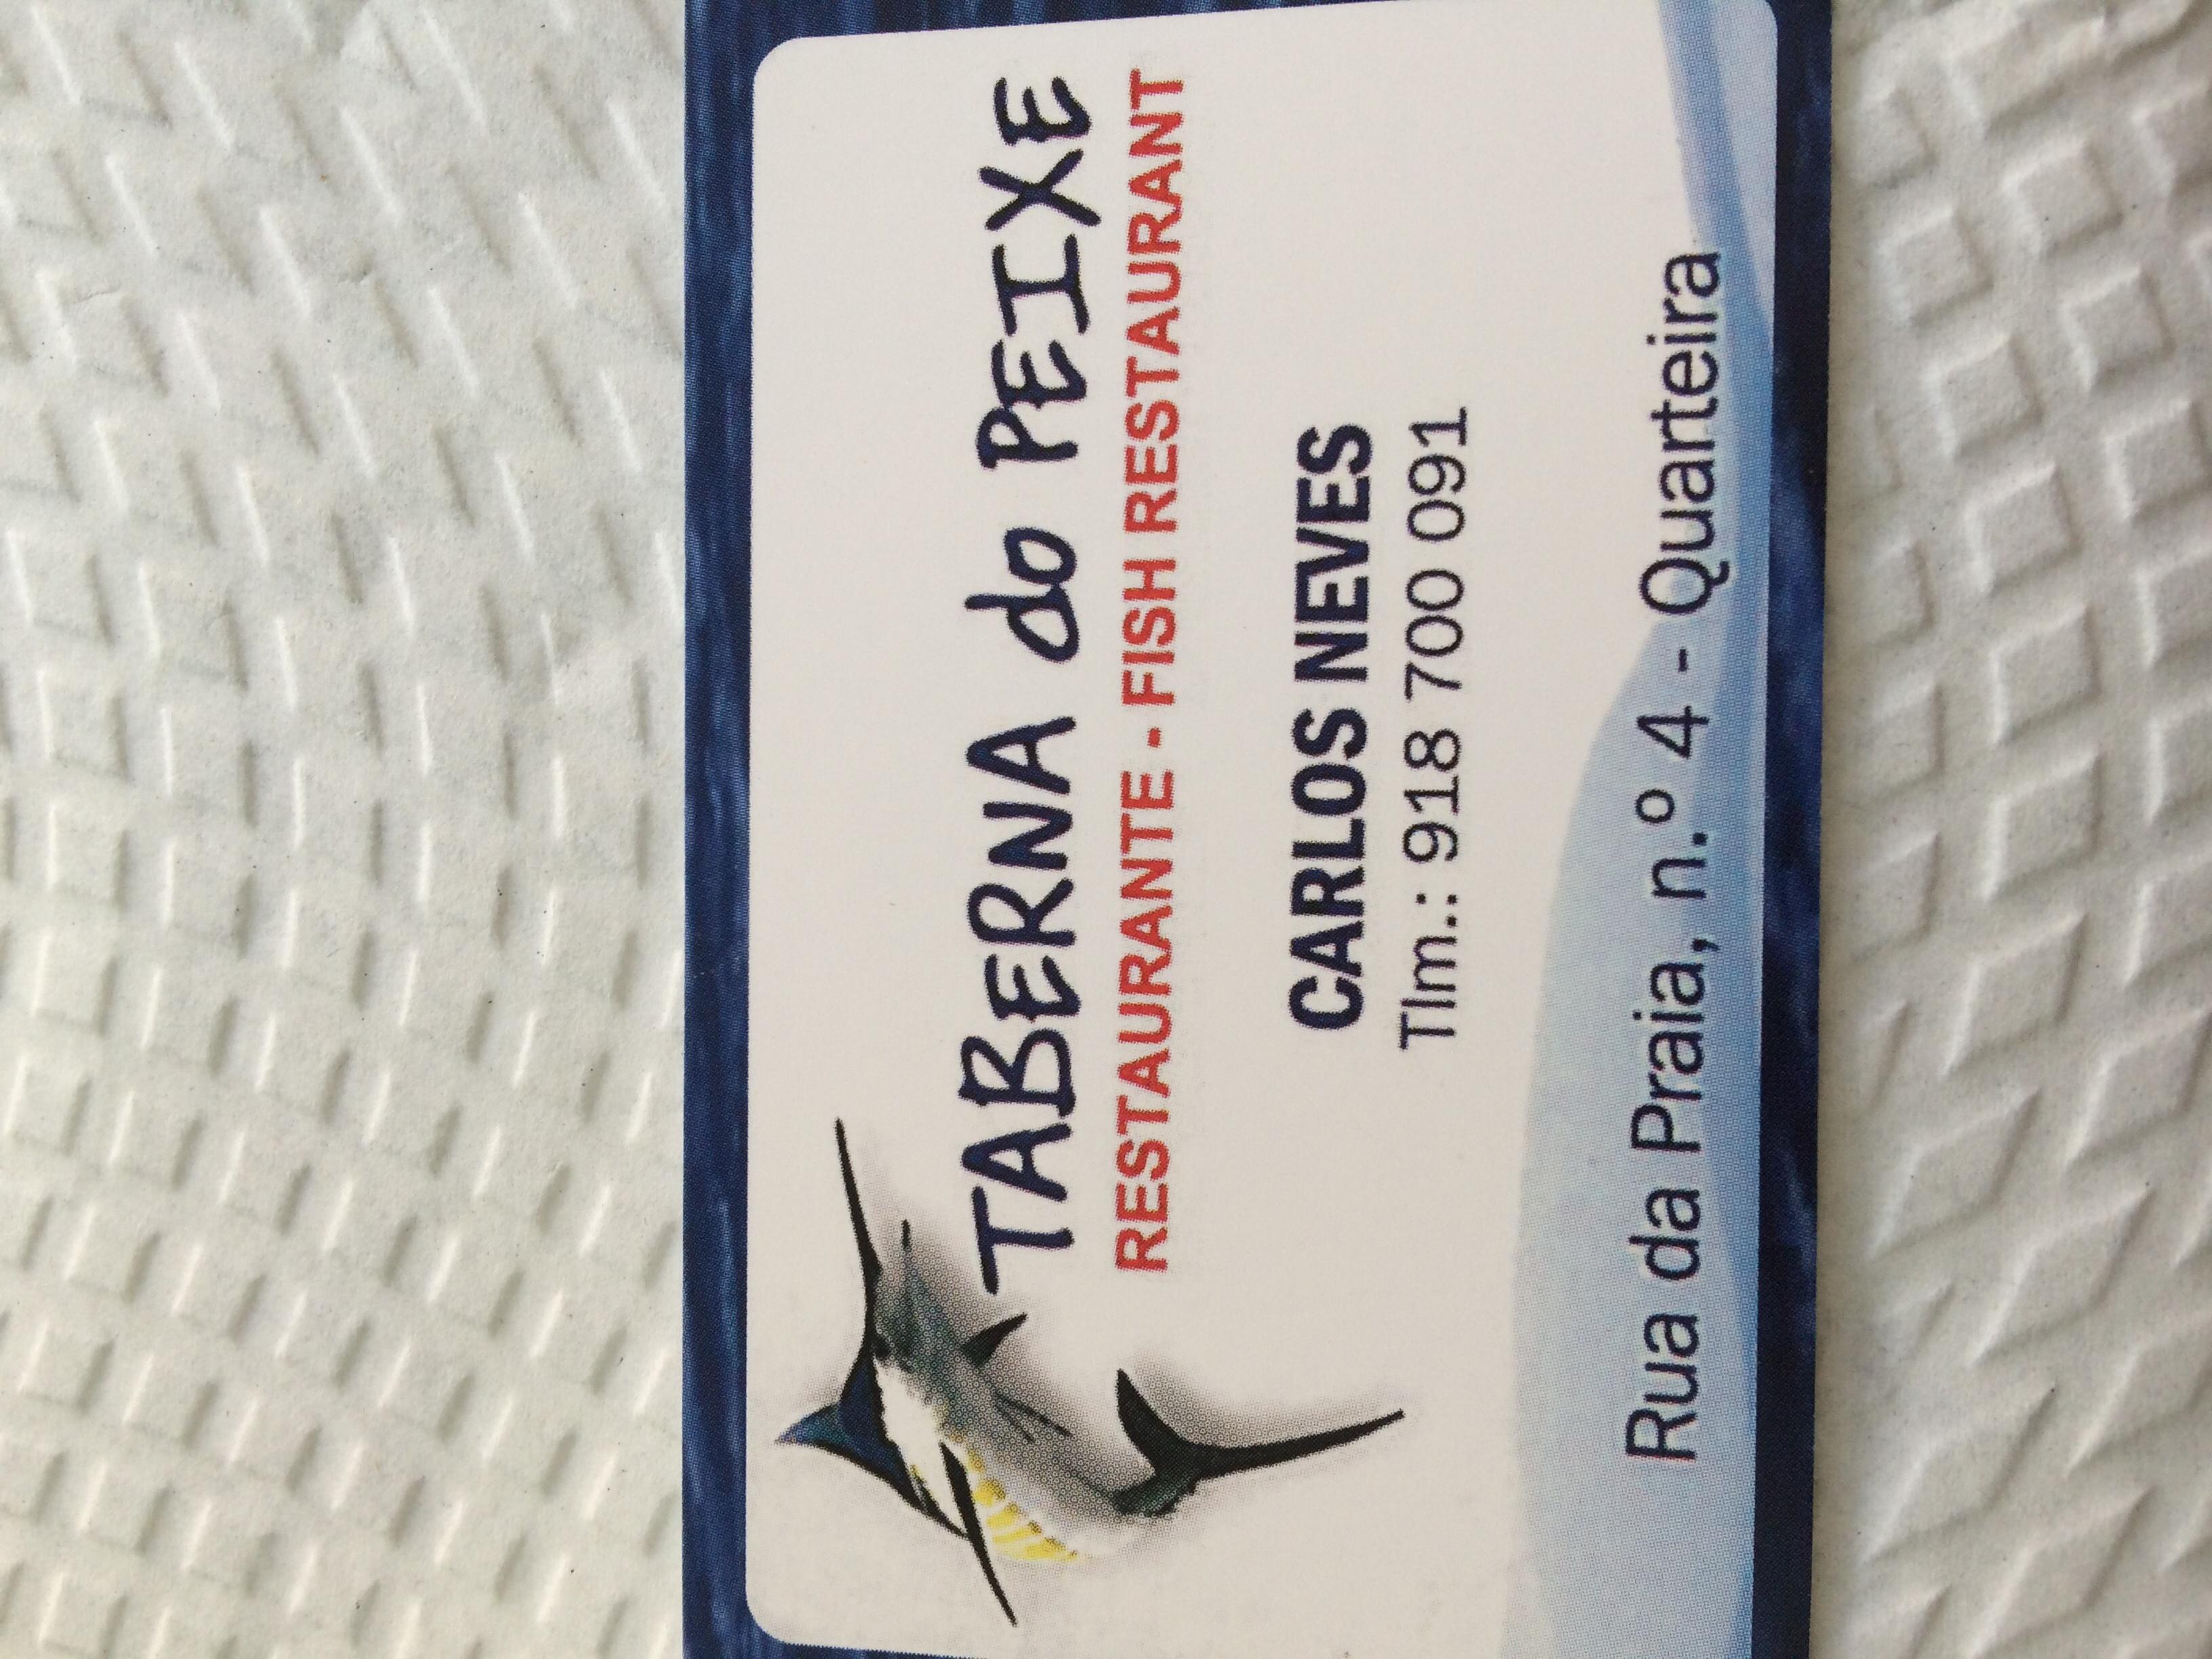 TABERNA do PEIXE
RESTAURANTE - FISH RESTAURANT
CARLOS NEVES
Tlm.: 918 700 091
Rua da Praia, n.º 4 - Quarteira